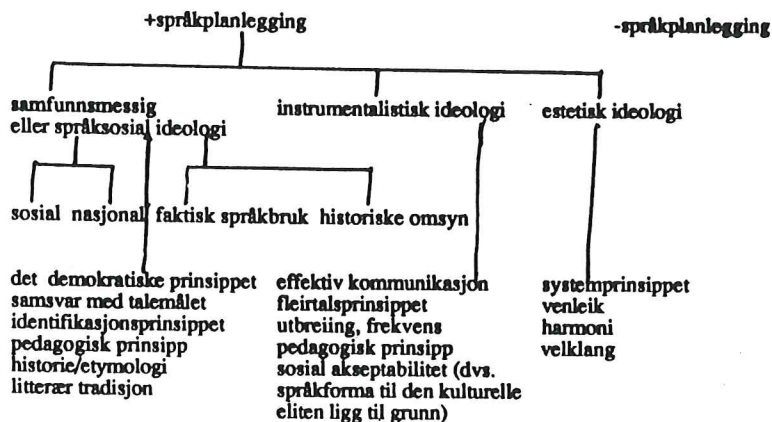 +språkplanlegging -språkplanlegging
samfunnsmessig
eller språksosial ideologi
instrumentalistisk ideologi
estetisk ideologi
sosial nasjonal faktisk språkbruk historiske omsyn
det demokratiske prinsippet
samsvar med talemålet
identifikasjonsprinsippet
pedagogisk prinsipp
historie/etymologi
litterær tradisjon
effektiv kommunikasjon
fleirtalsprinsippet
utbreiing, frekvens
pedagogisk prinsipp
sosial akseptabilitet (dvs.
språkforma til den kulturelle
eliten ligg til grunn)
systemprinsippet
venleik
harmoni
velklang